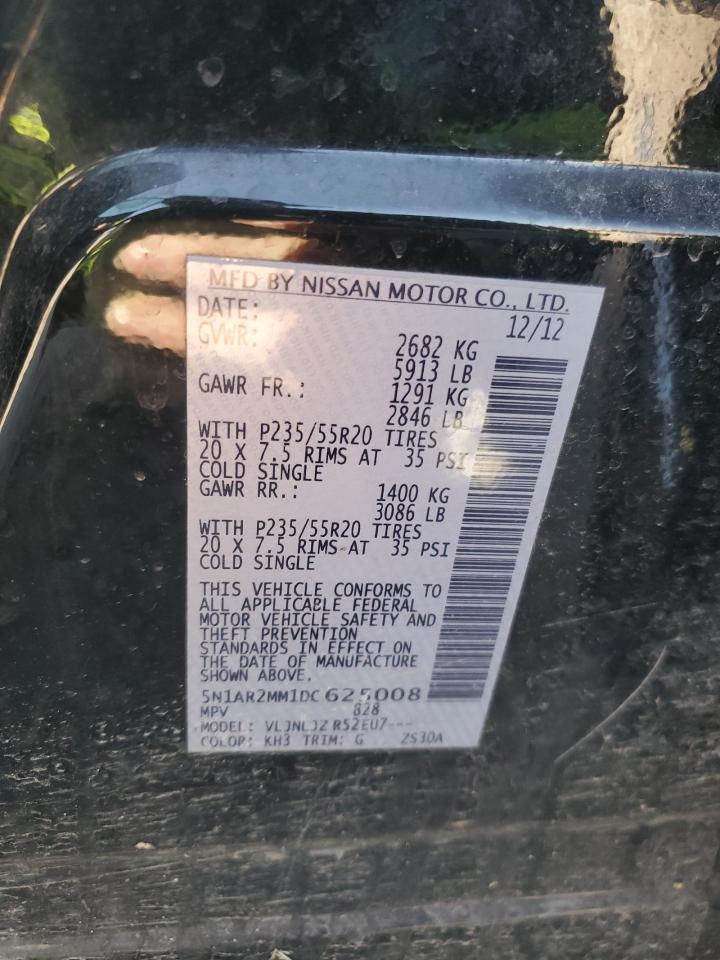 MFD BY NISSAN MOTOR CO., LTD.
DATE: 12/12
GVWR: 2682 KG
5913 LB
GAWR FR.: 1291 KG
2846 LB
WITH P235/55R20 TIRES
20 X 7.5 RIMS AT 35 PSI
COLD SINGLE
GAWR RR.: 1400 KG
3086 LB
WITH P235/55R20 TIRES
20 X 7.5 RIMS AT 35 PSI
COLD SINGLE
THIS VEHICLE CONFORMS TO
ALL APPLICABLE FEDERAL
MOTOR VEHICLE SAFETY AND
THEFT PREVENTION
STANDARDS IN EFFECT ON
THE DATE OF MANUFACTURE
SHOWN ABOVE.
5N1AR2MM1DC625008
MPV 828
MODEL: R52EU7---
COLOR: KH3 TRIM: G ZS30A